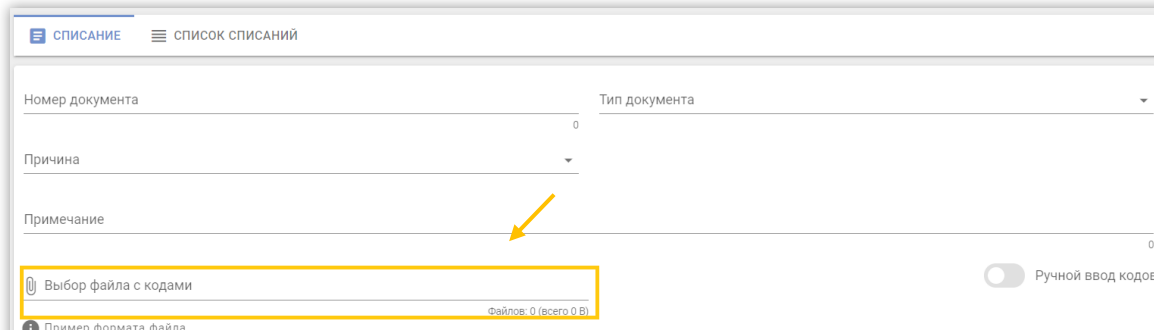 СПИСАНИЕ СПИСОК СПИСАНИЙ
Номер документа Тип документа
0
Причина
Примечание
0
Выбор файла с кодами Ручной ввод кодов
Файлов: 0 (всего 0 B)
Пример формата файла